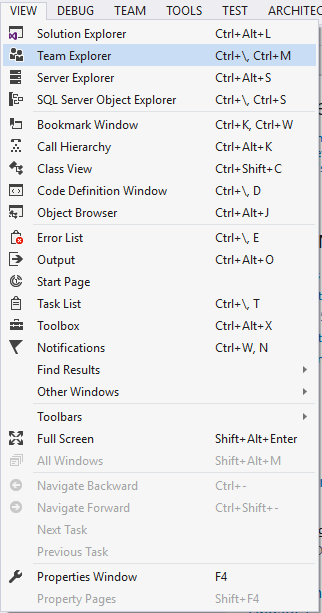 VIEW DEBUG TEAM TOOLS TEST ARCHITEC
Solution Explorer Ctrl+Alt+L
Team Explorer Ctrl+\, Ctrl+M
Server Explorer Ctrl+Alt+S
SQL Server Object Explorer Ctrl+\, Ctrl+S
Bookmark Window Ctrl+K, Ctrl+W
Call Hierarchy Ctrl+Alt+K
Class View Ctrl+Shift+C
Code Definition Window Ctrl+\, D
Object Browser Ctrl+Alt+J
Error List Ctrl+\, E
Output Ctrl+Alt+O
Start Page
Task List Ctrl+\, T
Toolbox Ctrl+Alt+X
Notifications Ctrl+W, N
Find Results
Other Windows
Toolbars
Full Screen Shift+Alt+Enter
All Windows Shift+Alt+M
Navigate Backward Ctrl+-
Navigate Forward Ctrl+Shift+-
Next Task
Previous Task
Properties Window F4
Property Pages Shift+F4